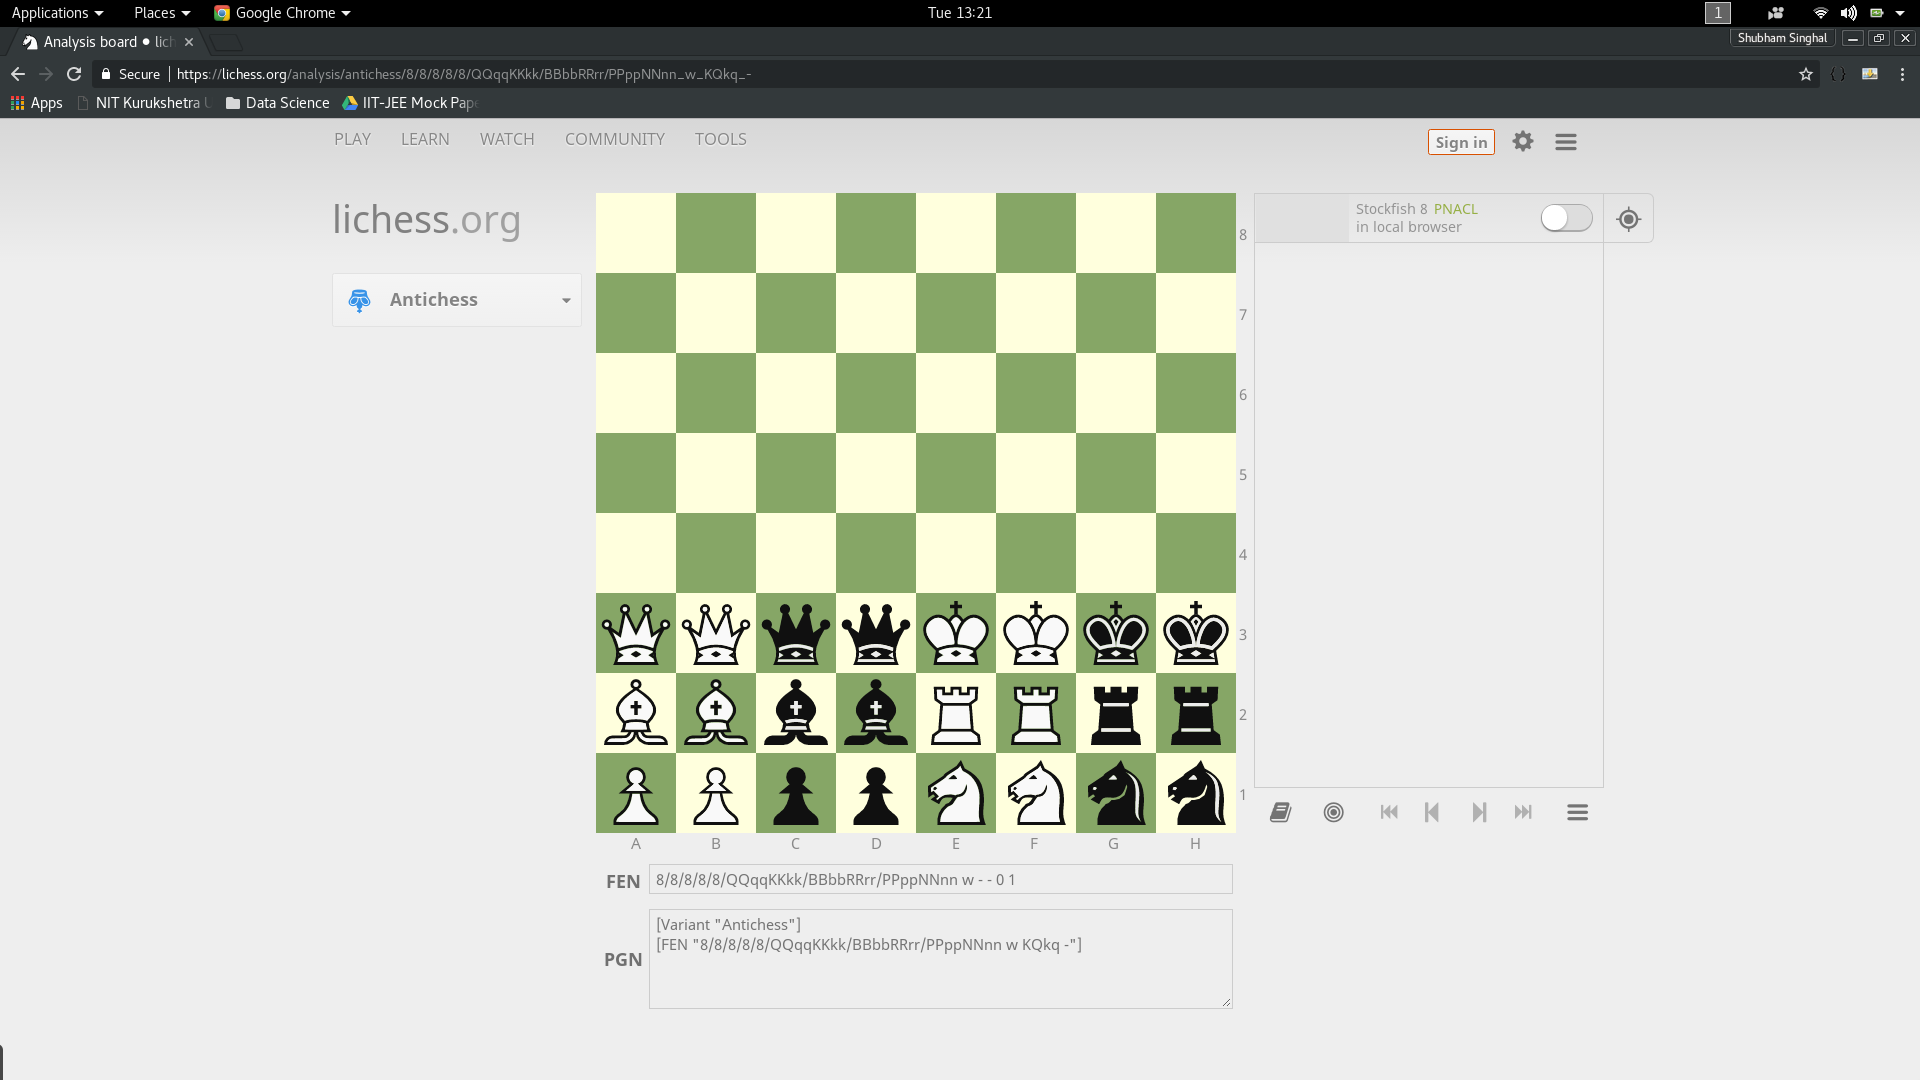 Applications Places Google Chrome Tue 13:21 1
Analysis board • lich Shubham Singhal
Secure https://lichess.org/analysis/antichess/8/8/8/8/8/QQqqKKkk/BBbbRRrr/PPppNNnn_w_KQkq_-
Apps NIT Kurukshetra U Data Science IIT-JEE Mock Pape
PLAY LEARN WATCH COMMUNITY TOOLS Sign in
lichess.org
Stockfish 8 PNACL
in local browser
Antichess
8
7
6
5
4
3
2
1
A B C D E F G H
FEN 8/8/8/8/8/QQqqKKkk/BBbbRRrr/PPppNNnn w - - 0 1
PGN
[Variant "Antichess"]
[FEN "8/8/8/8/8/QQqqKKkk/BBbbRRrr/PPppNNnn w KQkq -"]